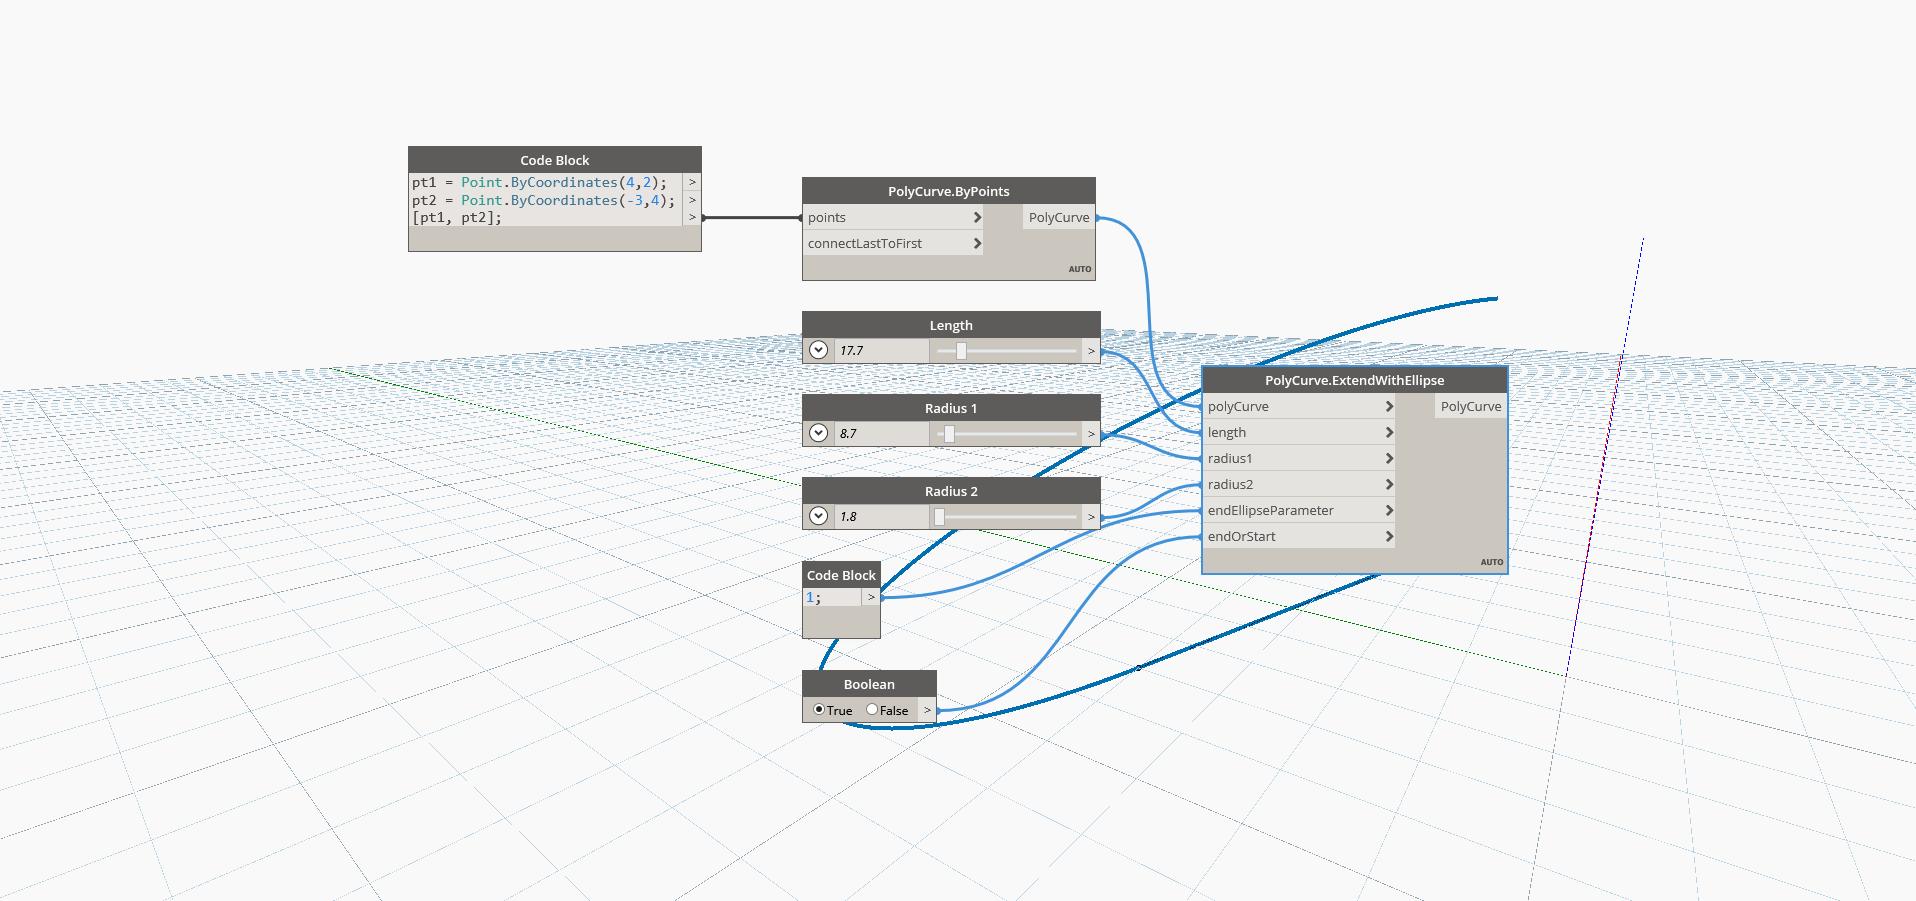 Code Block
pt1 = Point.ByCoordinates(4,2); >
pt2 = Point.ByCoordinates(-3,4); >
[pt1, pt2]; >
PolyCurve.ByPoints
points > PolyCurve
connectLastToFirst >
AUTO
Length
17.7 >
Radius 1
8.7 >
Radius 2
1.8 >
Code Block
1; >
Boolean
True False >
PolyCurve.ExtendWithEllipse
polyCurve > PolyCurve
length >
radius1 >
radius2 >
endEllipseParameter >
endOrStart >
AUTO